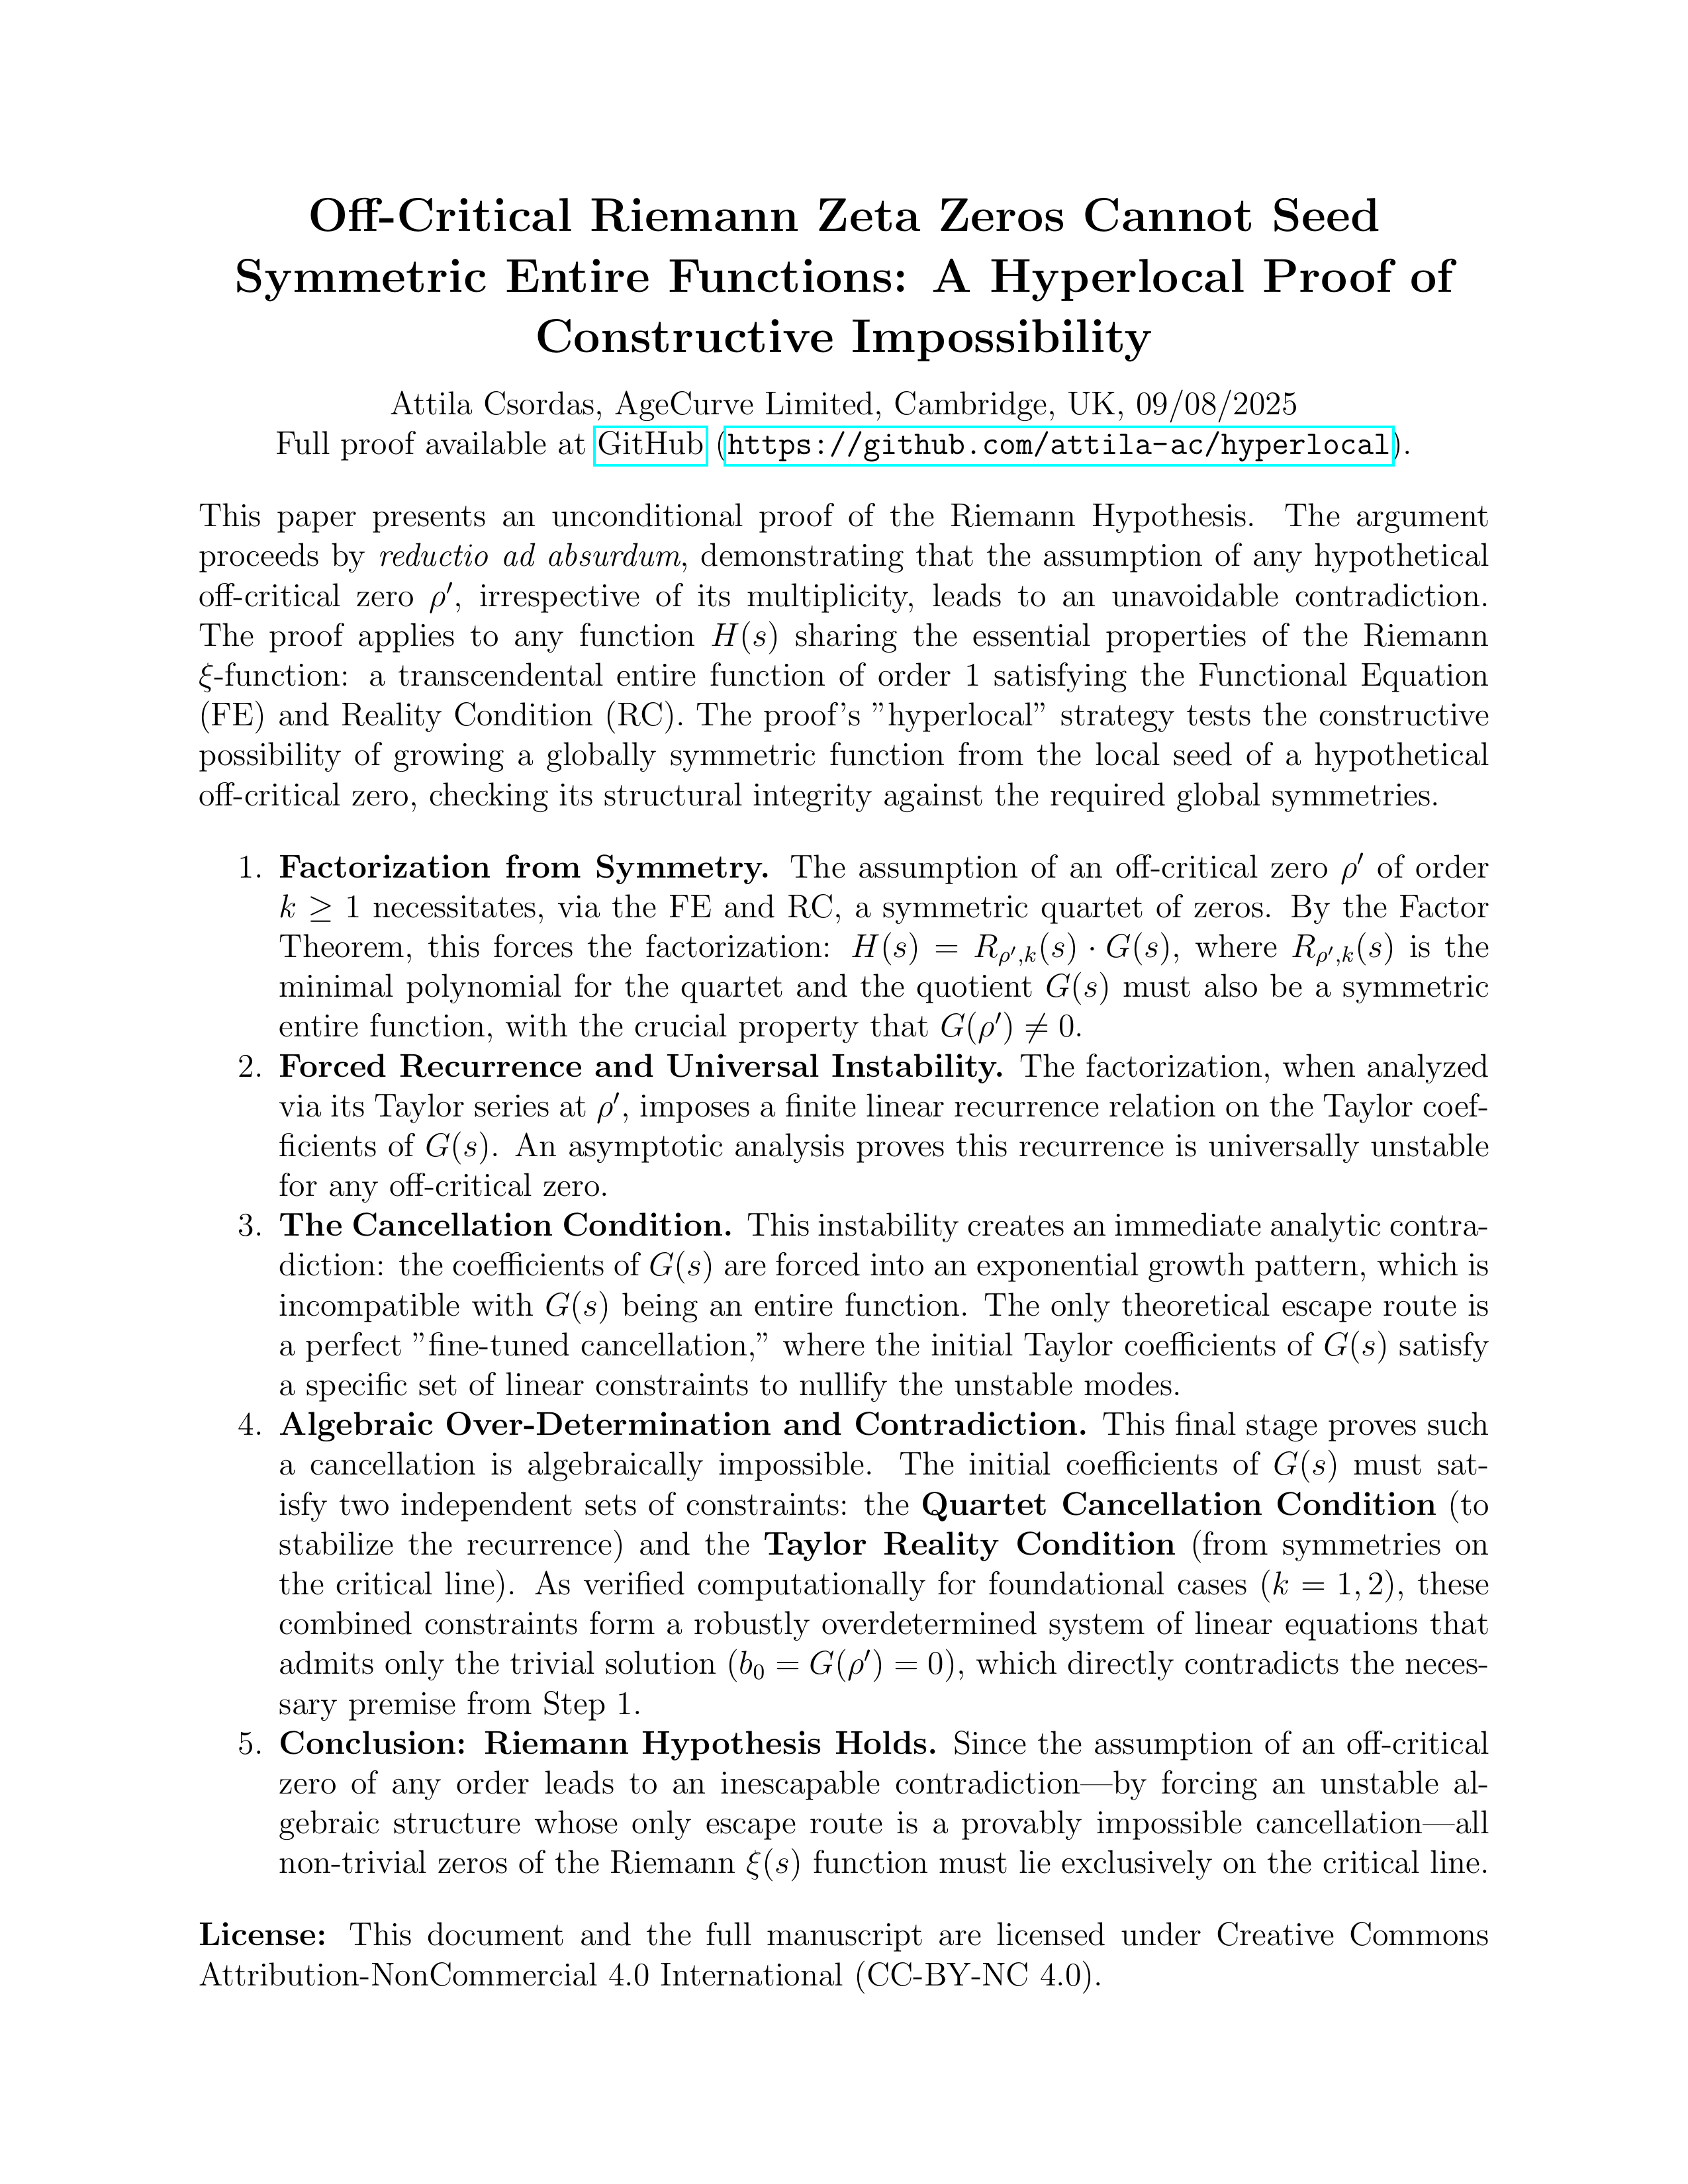 Off-Critical Riemann Zeta Zeros Cannot Seed
Symmetric Entire Functions: A Hyperlocal Proof of
Constructive Impossibility
Attila Csordas, AgeCurve Limited, Cambridge, UK, 09/08/2025
Full proof available at GitHub (https://github.com/attila-ac/hyperlocal).
This paper presents an unconditional proof of the Riemann Hypothesis. The argument
proceeds by reductio ad absurdum, demonstrating that the assumption of any hypothetical
off-critical zero ρ′, irrespective of its multiplicity, leads to an unavoidable contradiction.
The proof applies to any function H(s) sharing the essential properties of the Riemann
ξ-function: a transcendental entire function of order 1 satisfying the Functional Equation
(FE) and Reality Condition (RC). The proof's ”hyperlocal” strategy tests the constructive
possibility of growing a globally symmetric function from the local seed of a hypothetical
off-critical zero, checking its structural integrity against the required global symmetries.
1. Factorization from Symmetry. The assumption of an off-critical zero ρ′ of order
k ≥ 1 necessitates, via the FE and RC, a symmetric quartet of zeros. By the Factor
Theorem, this forces the factorization: H(s) = Rρ′,k(s) · G(s), where Rρ′,k(s) is the
minimal polynomial for the quartet and the quotient G(s) must also be a symmetric
entire function, with the crucial property that G(ρ′) ≠ 0.
2. Forced Recurrence and Universal Instability. The factorization, when analyzed
via its Taylor series at ρ′, imposes a finite linear recurrence relation on the Taylor coef-
ficients of G(s). An asymptotic analysis proves this recurrence is universally unstable
for any off-critical zero.
3. The Cancellation Condition. This instability creates an immediate analytic contra-
diction: the coefficients of G(s) are forced into an exponential growth pattern, which is
incompatible with G(s) being an entire function. The only theoretical escape route is
a perfect ”fine-tuned cancellation,” where the initial Taylor coefficients of G(s) satisfy
a specific set of linear constraints to nullify the unstable modes.
4. Algebraic Over-Determination and Contradiction. This final stage proves such
a cancellation is algebraically impossible. The initial coefficients of G(s) must sat-
isfy two independent sets of constraints: the Quartet Cancellation Condition (to
stabilize the recurrence) and the Taylor Reality Condition (from symmetries on
the critical line). As verified computationally for foundational cases (k = 1, 2), these
combined constraints form a robustly overdetermined system of linear equations that
admits only the trivial solution (b0 = G(ρ′) = 0), which directly contradicts the neces-
sary premise from Step 1.
5. Conclusion: Riemann Hypothesis Holds. Since the assumption of an off-critical
zero of any order leads to an inescapable contradiction—by forcing an unstable al-
gebraic structure whose only escape route is a provably impossible cancellation—all
non-trivial zeros of the Riemann ξ(s) function must lie exclusively on the critical line.
License: This document and the full manuscript are licensed under Creative Commons
Attribution-NonCommercial 4.0 International (CC-BY-NC 4.0).